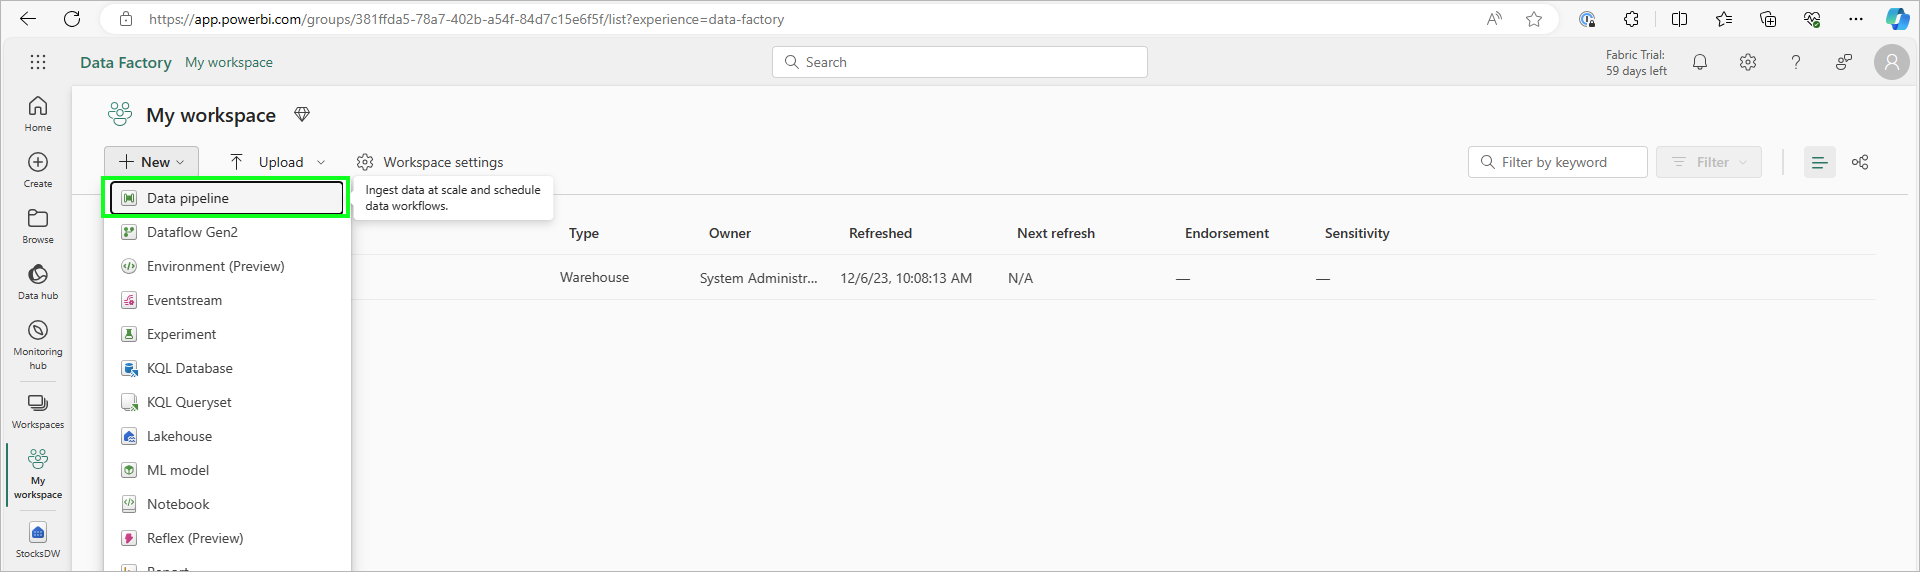 https://app.powerbi.com/groups/381ffda5-78a7-402b-a54f-84d7c15e6f5f/list?experience=data-factory
Data Factory My workspace
Search
Fabric Trial:
59 days left
Home
Create
Browse
Data hub
Monitoring
hub
Workspaces
My
workspace
StocksDW
My workspace
New
Upload
Workspace settings
Filter by keyword
Filter
Data pipeline
Ingest data at scale and schedule
data workflows.
Dataflow Gen2
Environment (Preview)
Eventstream
Experiment
KQL Database
KQL Queryset
Lakehouse
ML model
Notebook
Reflex (Preview)
Report
Type Owner Refreshed Next refresh Endorsement Sensitivity
Warehouse System Administr... 12/6/23, 10:08:13 AM N/A — —